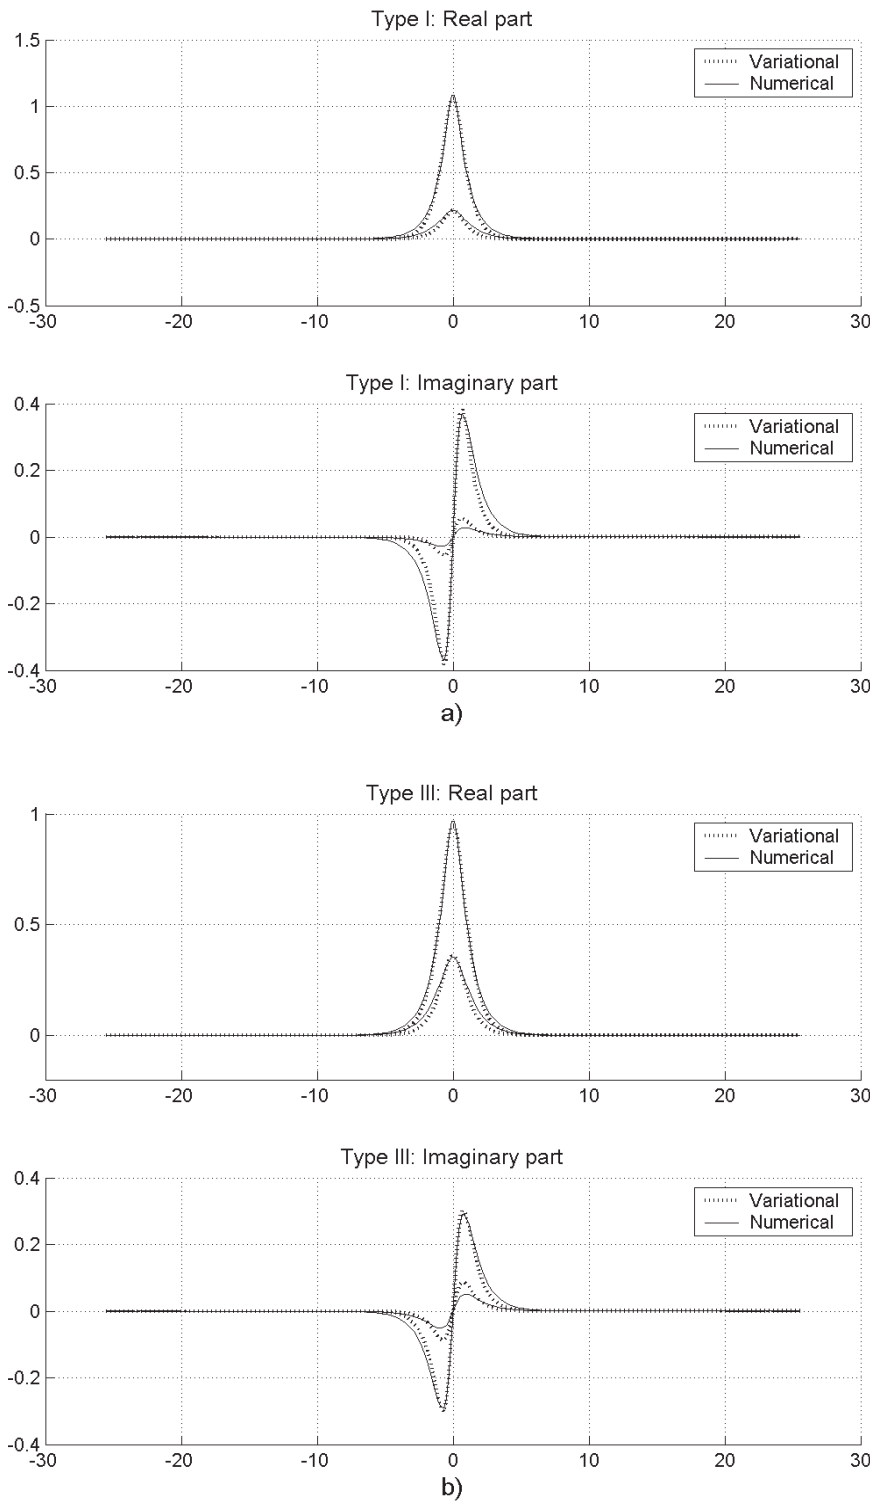 Type I: Real part
1.5
Variational
Numerical
1
0.5
0
-0.5
-30 -20 -10 0 10 20 30
Type I: Imaginary part
0.4
Variational
Numerical
0.2
0
-0.2
-0.4
-30 -20 -10 0 10 20 30
a)
Type III: Real part
1
Variational
Numerical
0.5
0
-30 -20 -10 0 10 20 30
Type III: Imaginary part
0.4
Variational
Numerical
0.2
0
-0.2
-0.4
-30 -20 -10 0 10 20 30
b)